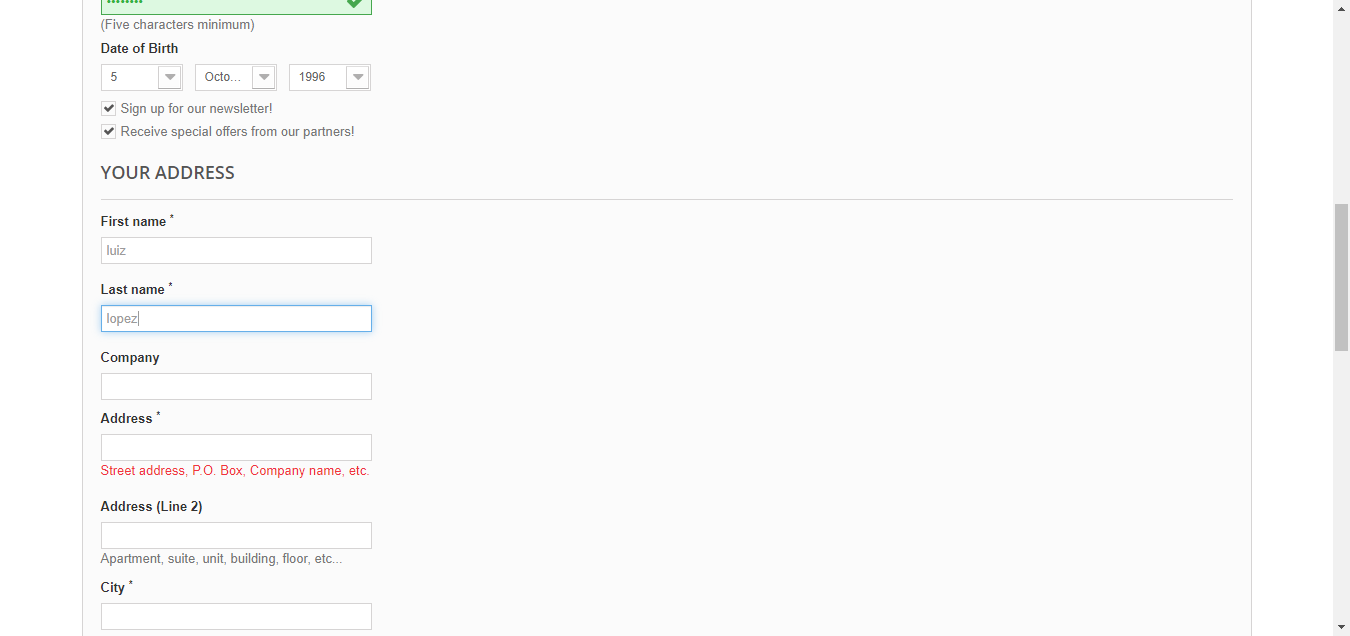 (Five characters minimum)
Date of Birth
5 Octo... 1996
Sign up for our newsletter!
Receive special offers from our partners!
YOUR ADDRESS
First name *
luiz
Last name *
lopez
Company
Address *
Street address, P.O. Box, Company name, etc.
Address (Line 2)
Apartment, suite, unit, building, floor, etc...
City *